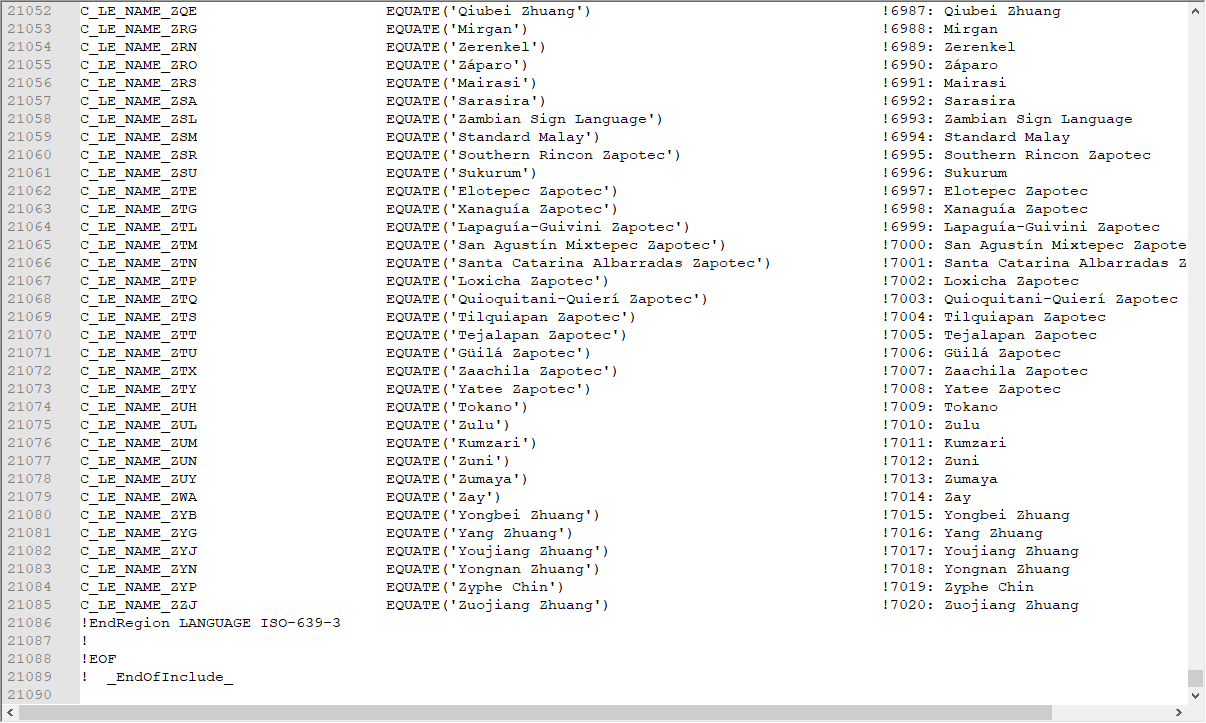 21052 C_LE_NAME_ZQE EQUATE('Qiubei Zhuang') !6987: Qiubei Zhuang
21053 C_LE_NAME_ZRG EQUATE('Mirgan') !6988: Mirgan
21054 C_LE_NAME_ZRN EQUATE('Zerenkel') !6989: Zerenkel
21055 C_LE_NAME_ZRO EQUATE('Záparo') !6990: Záparo
21056 C_LE_NAME_ZRS EQUATE('Mairasi') !6991: Mairasi
21057 C_LE_NAME_ZSA EQUATE('Sarasira') !6992: Sarasira
21058 C_LE_NAME_ZSL EQUATE('Zambian Sign Language') !6993: Zambian Sign Language
21059 C_LE_NAME_ZSM EQUATE('Standard Malay') !6994: Standard Malay
21060 C_LE_NAME_ZSR EQUATE('Southern Rincon Zapotec') !6995: Southern Rincon Zapotec
21061 C_LE_NAME_ZSU EQUATE('Sukurum') !6996: Sukurum
21062 C_LE_NAME_ZTE EQUATE('Elotepec Zapotec') !6997: Elotepec Zapotec
21063 C_LE_NAME_ZTG EQUATE('Xanaguía Zapotec') !6998: Xanaguía Zapotec
21064 C_LE_NAME_ZTL EQUATE('Lapaguía-Guivini Zapotec') !6999: Lapaguía-Guivini Zapotec
21065 C_LE_NAME_ZTM EQUATE('San Agustín Mixtepec Zapotec') !7000: San Agustín Mixtepec Zapote
21066 C_LE_NAME_ZTN EQUATE('Santa Catarina Albarradas Zapotec') !7001: Santa Catarina Albarradas Z
21067 C_LE_NAME_ZTP EQUATE('Loxicha Zapotec') !7002: Loxicha Zapotec
21068 C_LE_NAME_ZTQ EQUATE('Quioquitani-Quierí Zapotec') !7003: Quioquitani-Quierí Zapotec
21069 C_LE_NAME_ZTS EQUATE('Tilquiapan Zapotec') !7004: Tilquiapan Zapotec
21070 C_LE_NAME_ZTT EQUATE('Tejalapan Zapotec') !7005: Tejalapan Zapotec
21071 C_LE_NAME_ZTU EQUATE('Güilá Zapotec') !7006: Güilá Zapotec
21072 C_LE_NAME_ZTX EQUATE('Zaachila Zapotec') !7007: Zaachila Zapotec
21073 C_LE_NAME_ZTY EQUATE('Yatee Zapotec') !7008: Yatee Zapotec
21074 C_LE_NAME_ZUH EQUATE('Tokano') !7009: Tokano
21075 C_LE_NAME_ZUL EQUATE('Zulu') !7010: Zulu
21076 C_LE_NAME_ZUM EQUATE('Kumzari') !7011: Kumzari
21077 C_LE_NAME_ZUN EQUATE('Zuni') !7012: Zuni
21078 C_LE_NAME_ZUY EQUATE('Zumaya') !7013: Zumaya
21079 C_LE_NAME_ZWA EQUATE('Zay') !7014: Zay
21080 C_LE_NAME_ZYB EQUATE('Yongbei Zhuang') !7015: Yongbei Zhuang
21081 C_LE_NAME_ZYG EQUATE('Yang Zhuang') !7016: Yang Zhuang
21082 C_LE_NAME_ZYJ EQUATE('Youjiang Zhuang') !7017: Youjiang Zhuang
21083 C_LE_NAME_ZYN EQUATE('Yongnan Zhuang') !7018: Yongnan Zhuang
21084 C_LE_NAME_ZYP EQUATE('Zyphe Chin') !7019: Zyphe Chin
21085 C_LE_NAME_ZZJ EQUATE('Zuojiang Zhuang') !7020: Zuojiang Zhuang
21086 !EndRegion LANGUAGE ISO-639-3
21087 !
21088 !EOF
21089 ! _EndOfInclude_
21090